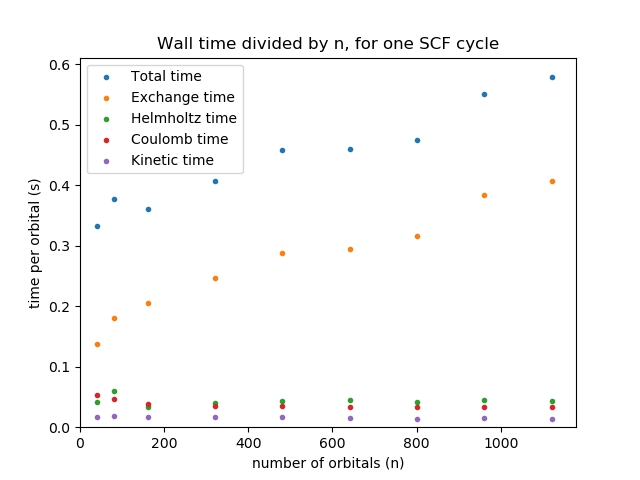 Wall time divided by n, for one SCF cycle
0.6
0.5
0.4
0.3
0.2
0.1
0.0
time per orbital (s)
Total time
Exchange time
Helmholtz time
Coulomb time
Kinetic time
0 200 400 600 800 1000
number of orbitals (n)